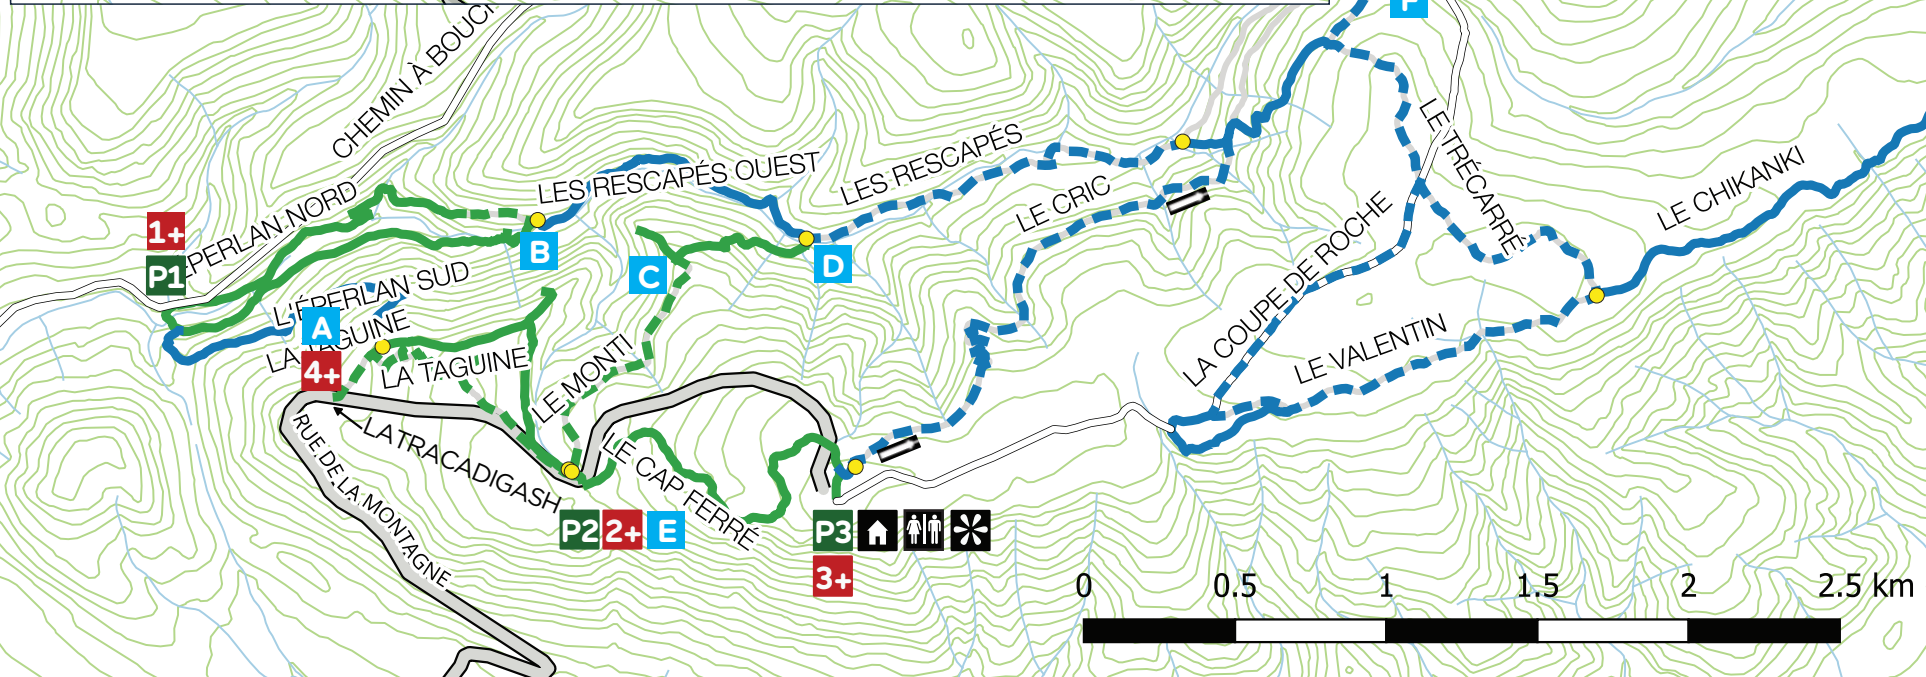 F
CHEMIN À BOUC
LE TRÉCARRÉ
LES RESCAPÉS OUEST
LES RESCAPÉS
LE CHIKANKI
LE CRIC
1+
ÉPERLAN NORD
P1
B
C
D
L'ÉPERLAN SUD
A
LA TAGUINE
4+
LA TAGUINE
LE MONTI
LA COUPE DE ROCHE
LE VALENTIN
LA TRACADIGASH
RUE DE LA MONTAGNE
LE CAP FERRÉ
P2 2+ E
P3
3+
0 0.5 1 1.5 2 2.5 km